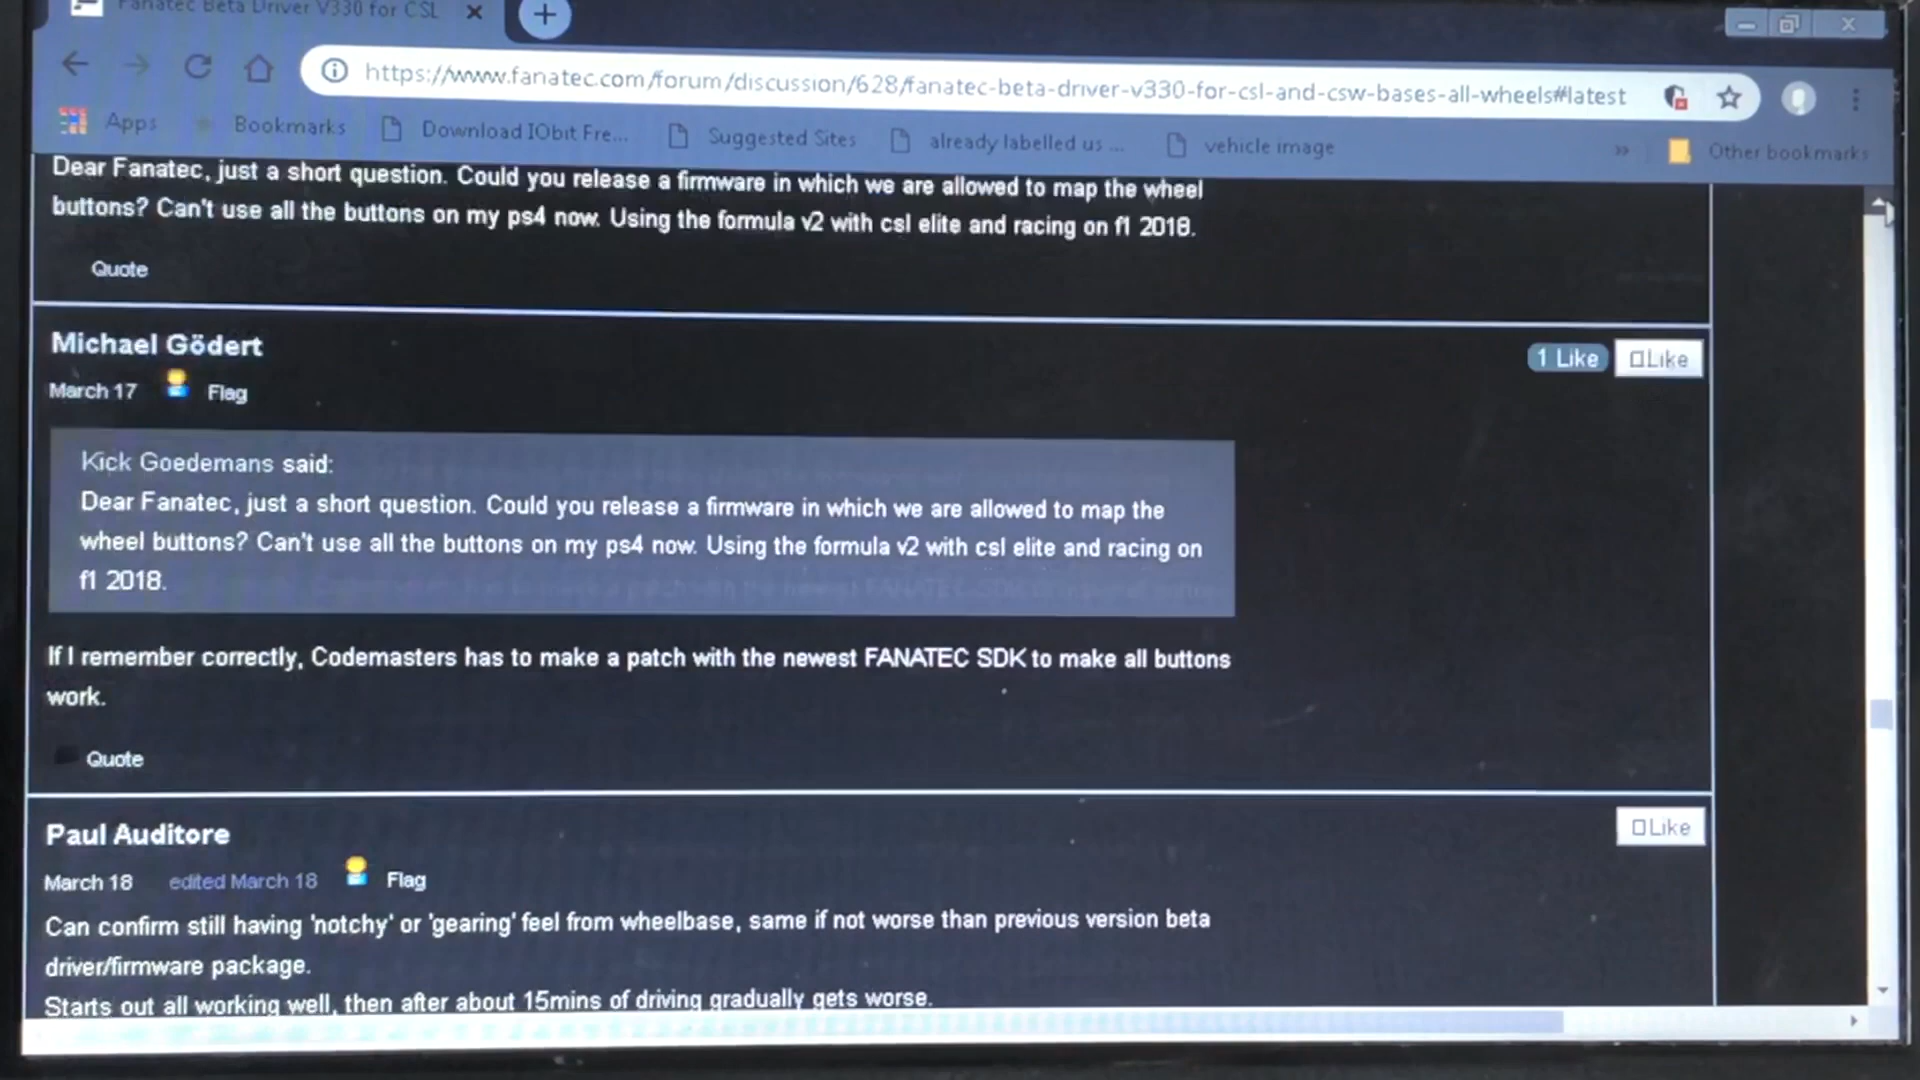 Fanatec Beta Driver V330 for CSL
https://www.fanatec.com/forum/discussion/628/fanatec-beta-driver-v330-for-csl-and-csw-bases-all-wheels#latest
Apps Bookmarks Download IObit Fre... Suggested Sites already labelled us ... vehicle image » Other bookmarks
Dear Fanatec, just a short question. Could you release a firmware in which we are allowed to map the wheel
buttons? Can't use all the buttons on my ps4 now. Using the formula v2 with csl elite and racing on f1 2018.
Quote
Michael Gödert
1 Like Like
March 17 Flag
Kick Goedemans said:
Dear Fanatec, just a short question. Could you release a firmware in which we are allowed to map the
wheel buttons? Can't use all the buttons on my ps4 now. Using the formula v2 with csl elite and racing on
f1 2018.
If I remember correctly, Codemasters has to make a patch with the newest FANATEC SDK to make all buttons
work.
Quote
Paul Auditore
Like
March 18 edited March 18 Flag
Can confirm still having 'notchy' or 'gearing' feel from wheelbase, same if not worse than previous version beta
driver/firmware package.
Starts out all working well, then after about 15mins of driving gradually gets worse.